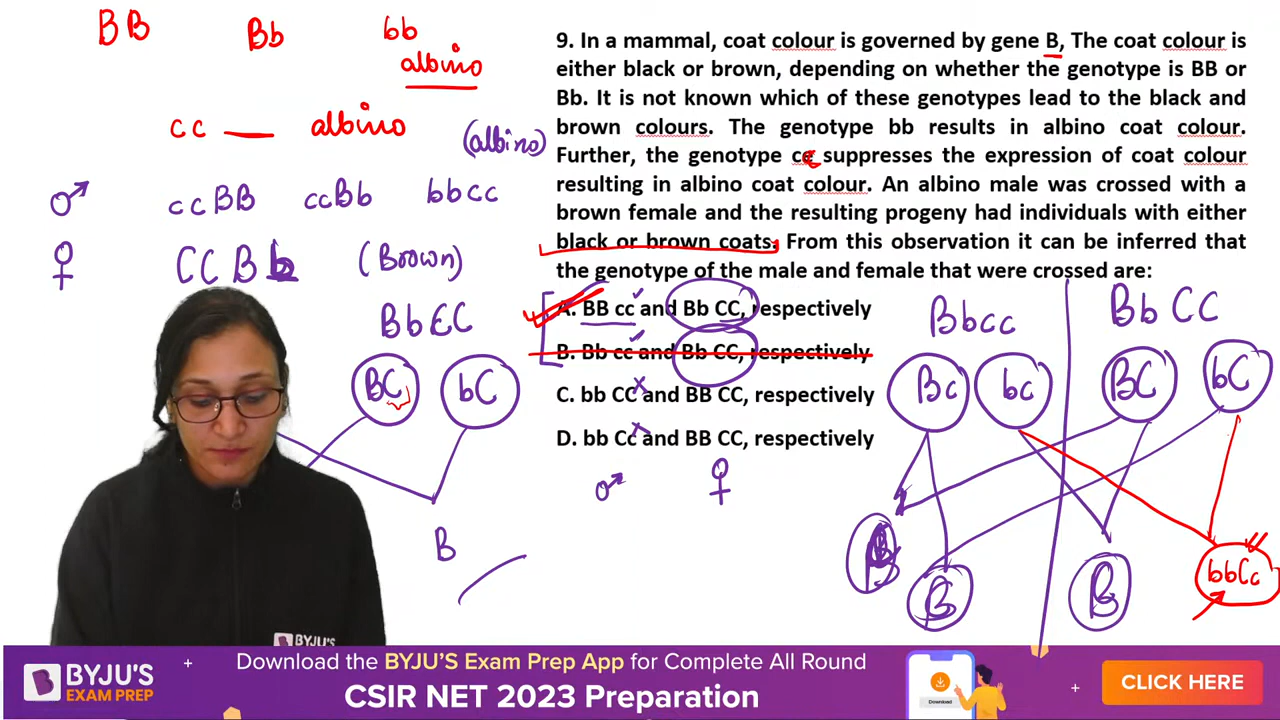 BB Bb bb
albino
cc — albino (albino)
♂ ccBB ccBb bbCc
♀ CCBb (Brown)
BbCC
BC bC
B
9. In a mammal, coat colour is governed by gene B, The coat colour is
either black or brown, depending on whether the genotype is BB or
Bb. It is not known which of these genotypes lead to the black and
brown colours. The genotype bb results in albino coat colour.
Further, the genotype cc suppresses the expression of coat colour
resulting in albino coat colour. An albino male was crossed with a
brown female and the resulting progeny had individuals with either
black or brown coats. From this observation it can be inferred that
the genotype of the male and female that were crossed are:
A. BB cc and Bb CC, respectively
B. Bb cc and Bb CC, respectively
C. bb CC and BB CC, respectively
D. bb Cc and BB CC, respectively
♂ ♀
Bbcc BbCC
Bc bc BC bC
B B B bbCc
BYJU'S
BYJU'S
EXAM PREP
Download the BYJU'S Exam Prep App for Complete All Round
CSIR NET 2023 Preparation
Download
CLICK HERE